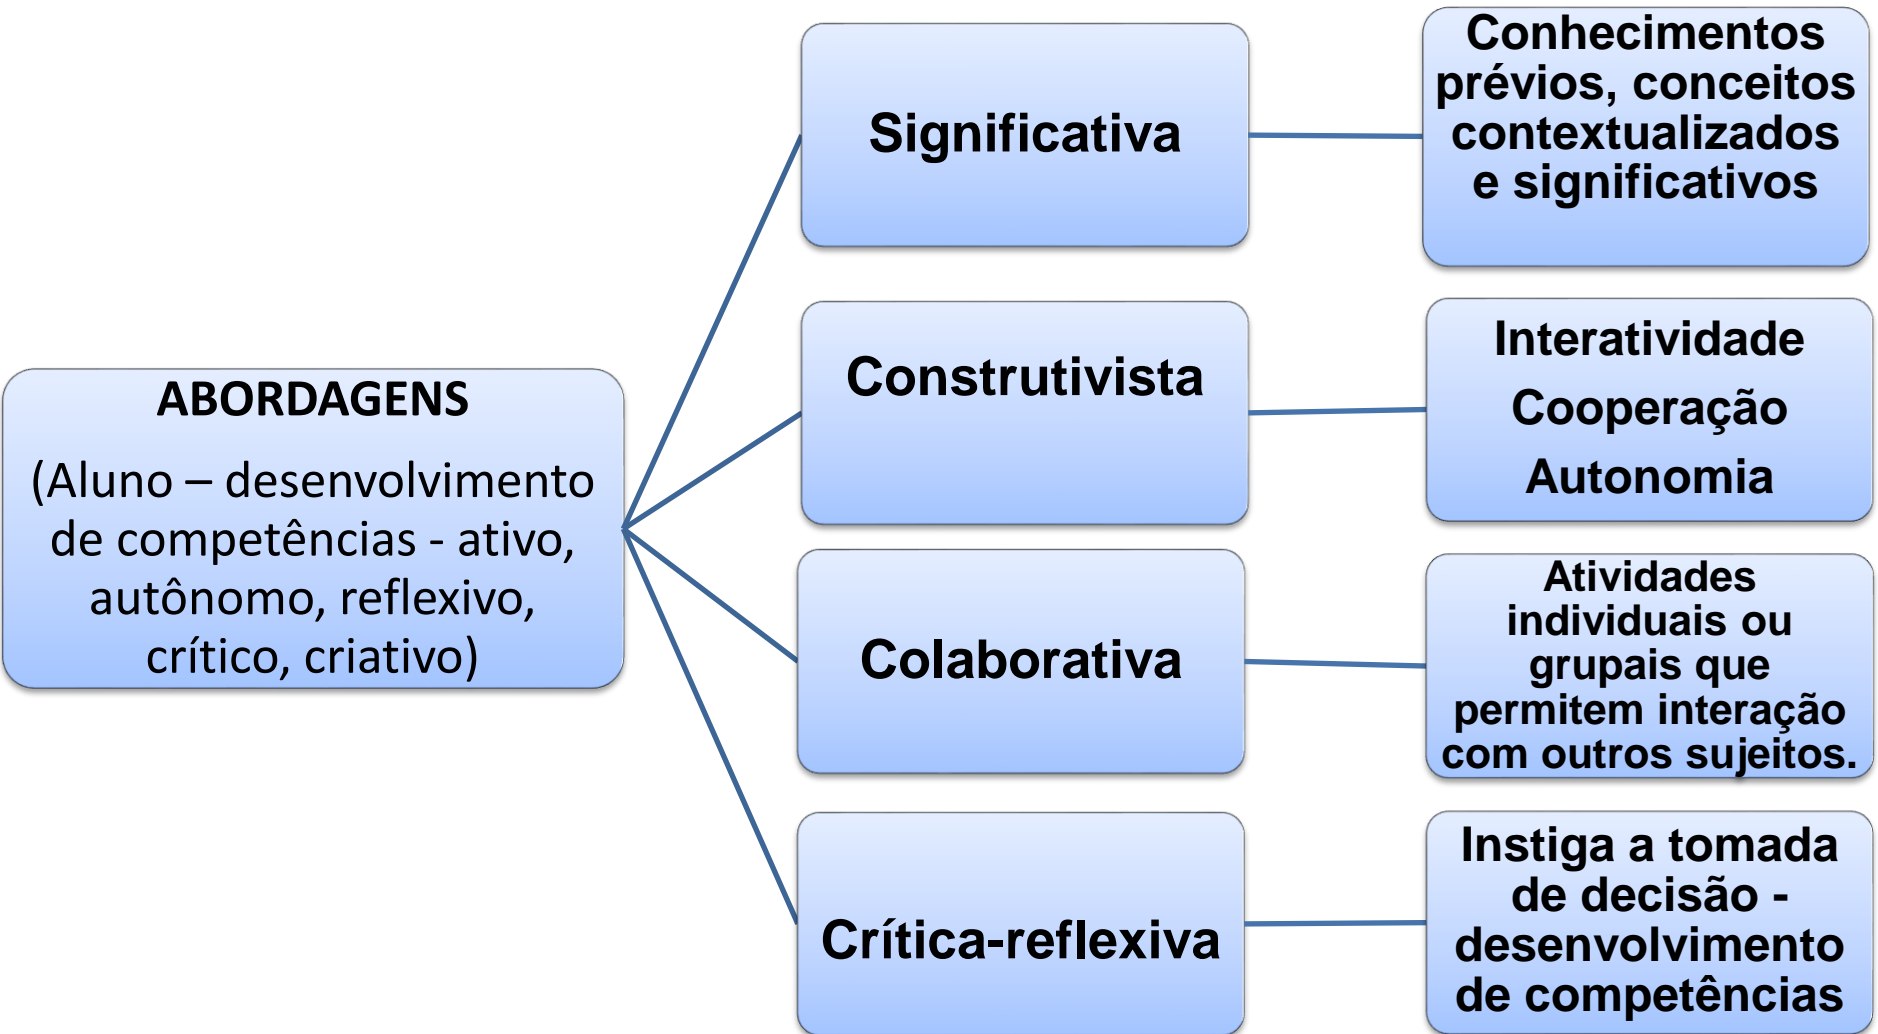 ABORDAGENS
(Aluno – desenvolvimento
de competências - ativo,
autônomo, reflexivo,
crítico, criativo)
Significativa
Conhecimentos
prévios, conceitos
contextualizados
e significativos
Construtivista
Interatividade
Cooperação
Autonomia
Colaborativa
Atividades
individuais ou
grupais que
permitem interação
com outros sujeitos.
Crítica-reflexiva
Instiga a tomada
de decisão -
desenvolvimento
de competências